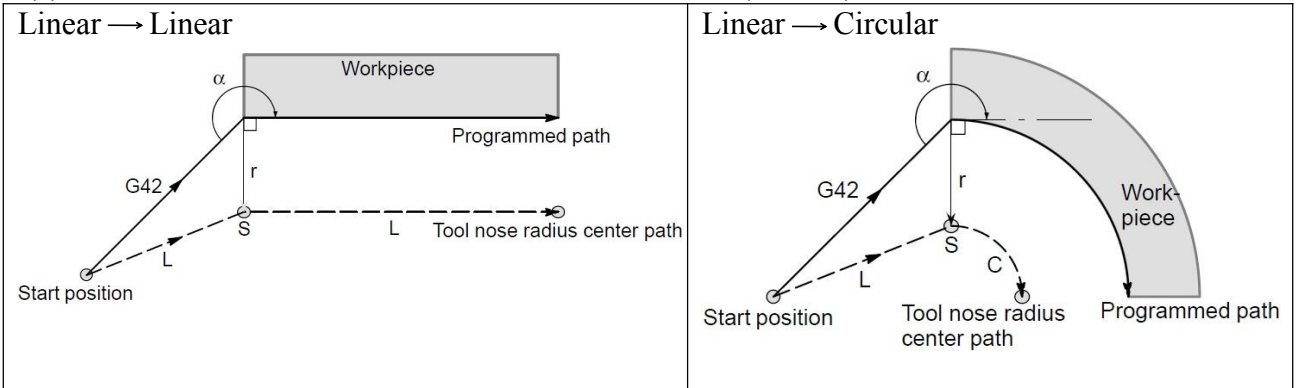 Linear → Linear
α
Workpiece
Programmed path
G42
r
S
L
Tool nose radius center path
L
Start position
Linear → Circular
α
G42
r
Work-
piece
S
C
L
Start position
Tool nose radius
center path
Programmed path